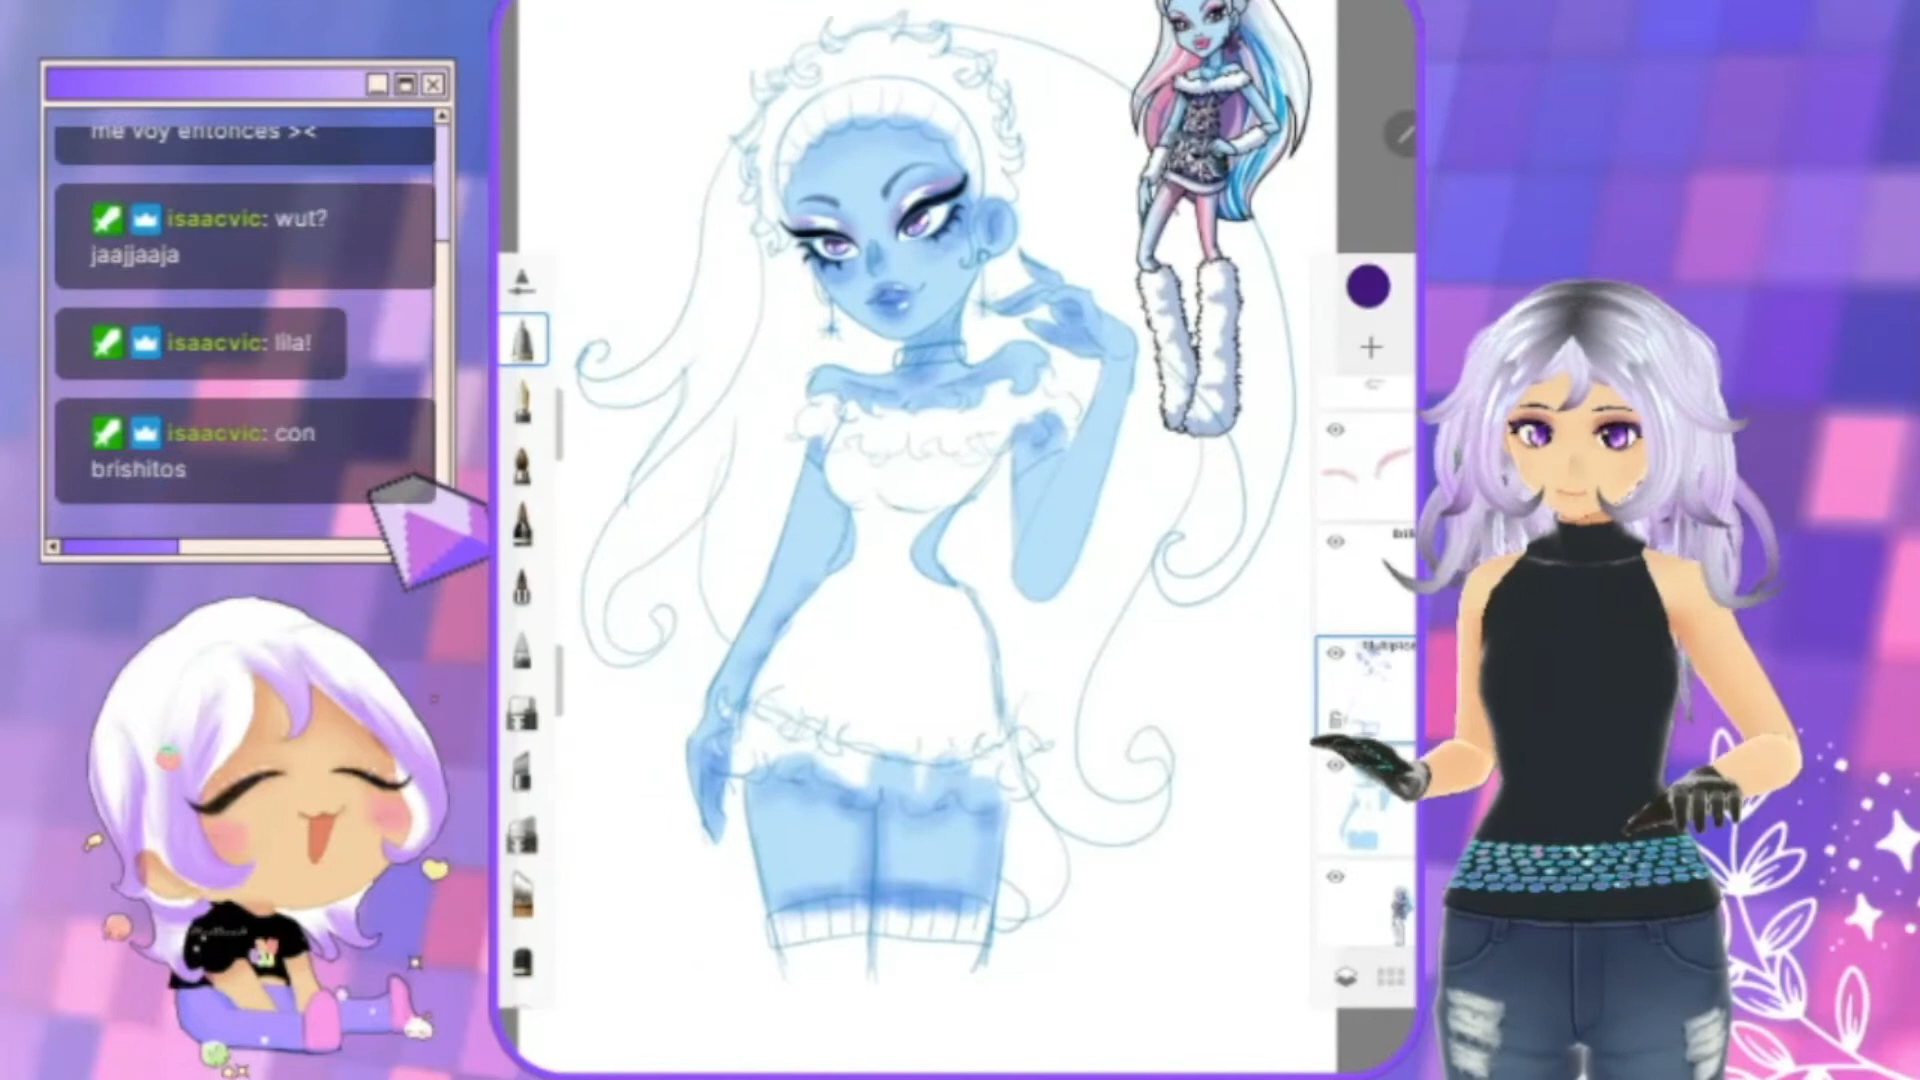 me voy entonces ><
isaacvic: wut?
jaajjaaja
isaacvic: lila!
isaacvic: con
brishitos